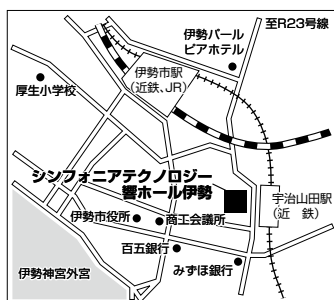 至R23号線
伊勢パール
ピアホテル
伊勢市駅
(近鉄、JR)
厚生小学校
シンフォニアテクノロジー
響ホール伊勢
宇治山田駅
(近 鉄)
伊勢市役所
商工会議所
百五銀行
みずほ銀行
伊勢神宮外宮